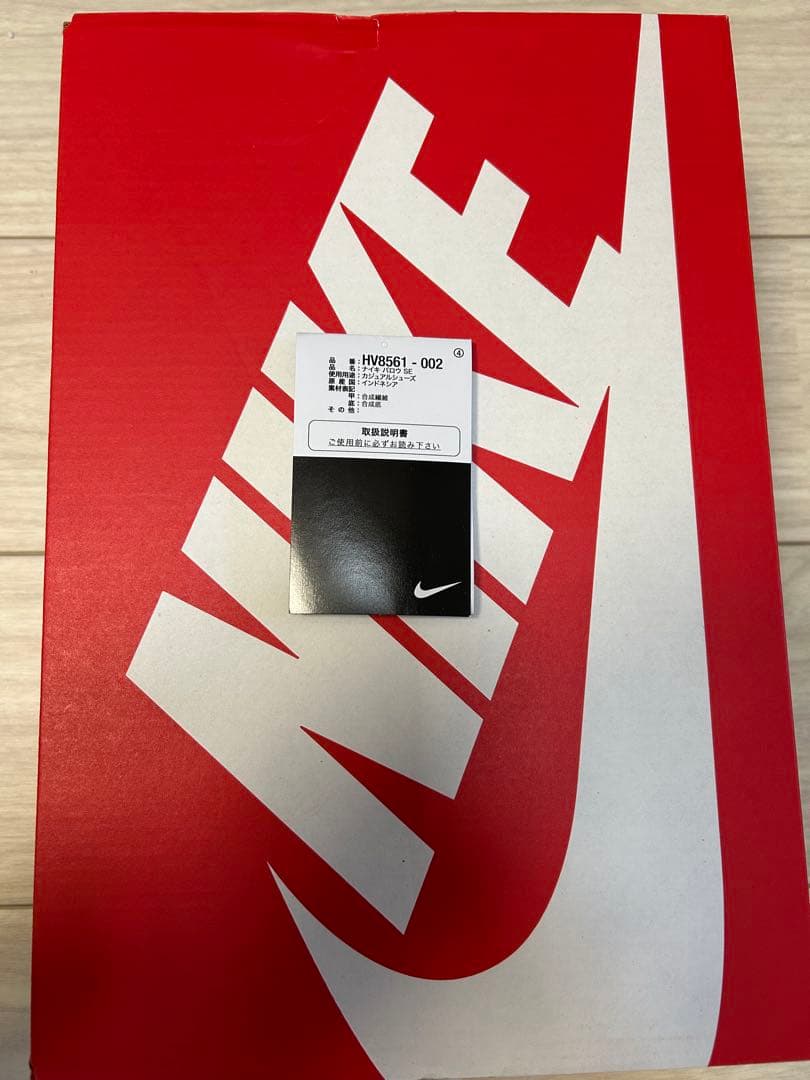 NIKE
④
品番：HV8561 - 002
品名：ナイキ バロウ SE
使用用途：カジュアルシューズ
原産国：インドネシア
素材表記
甲：合成繊維
底：合成底
その他：
取扱説明書
ご使用前に必ずお読み下さい